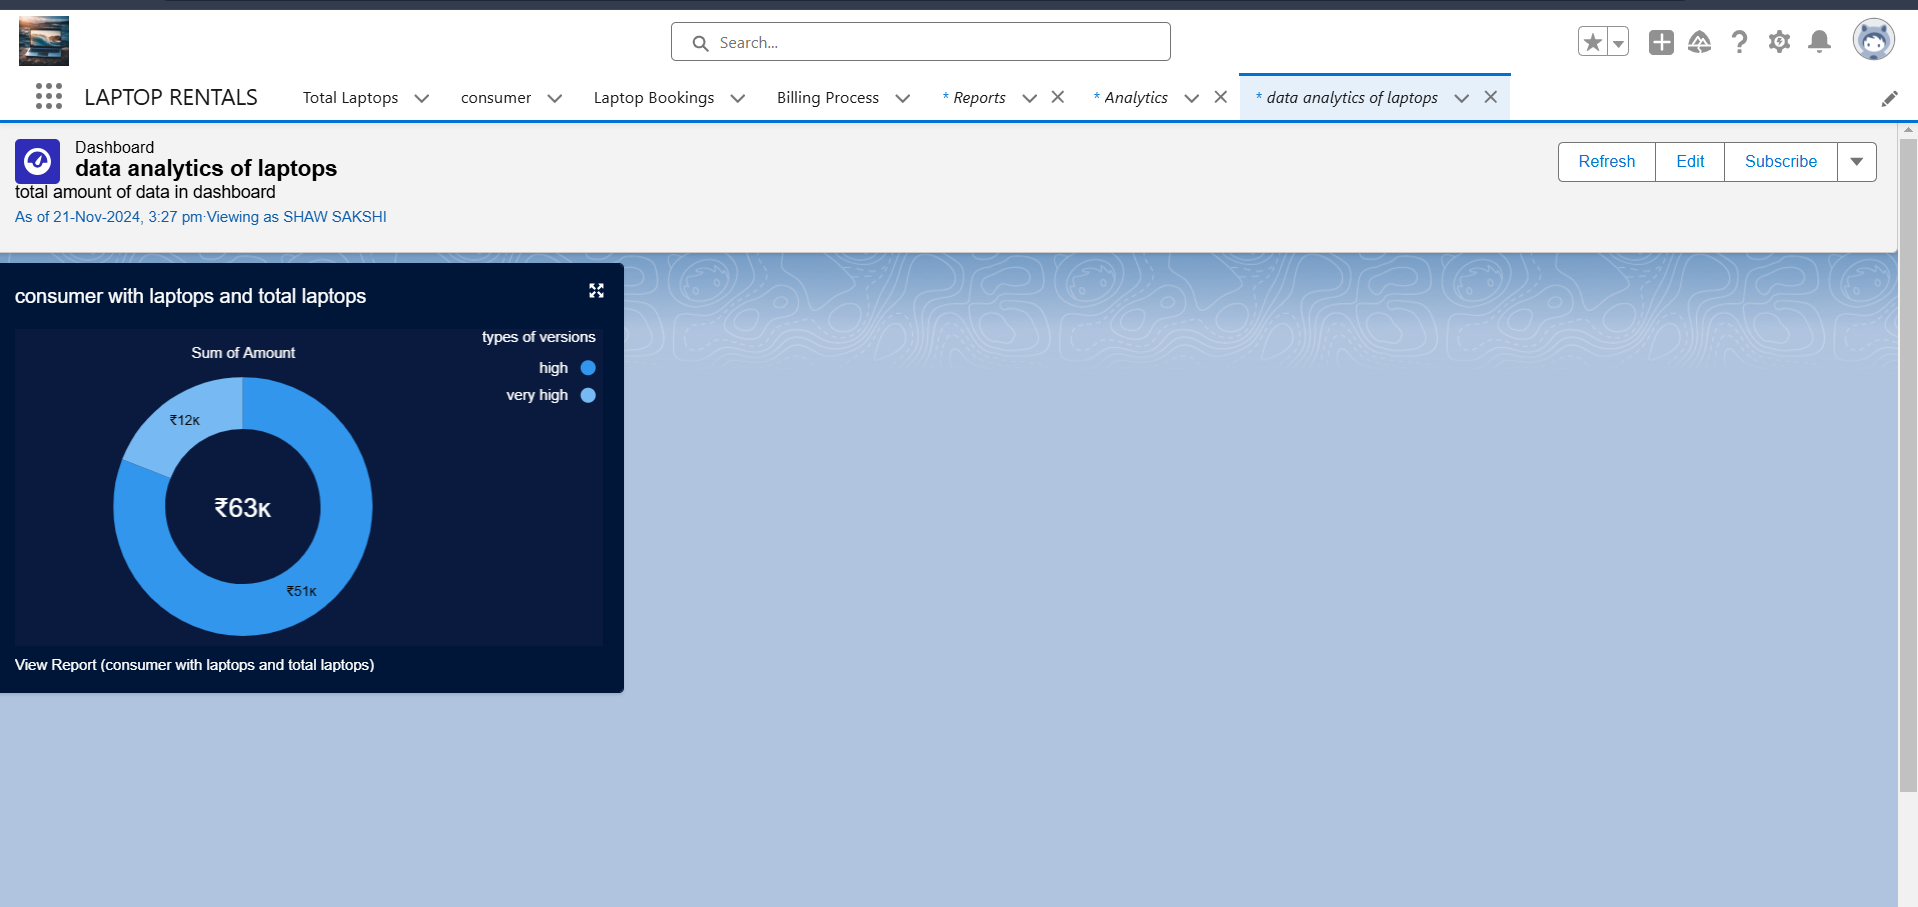 Search...
LAPTOP RENTALS
Total Laptops
consumer
Laptop Bookings
Billing Process
* Reports
* Analytics
* data analytics of laptops
Dashboard
data analytics of laptops
total amount of data in dashboard
As of 21-Nov-2024, 3:27 pm·Viewing as SHAW SAKSHI
Refresh
Edit
Subscribe
consumer with laptops and total laptops
types of versions
high
very high
Sum of Amount
₹12K
₹63K
₹51K
View Report (consumer with laptops and total laptops)